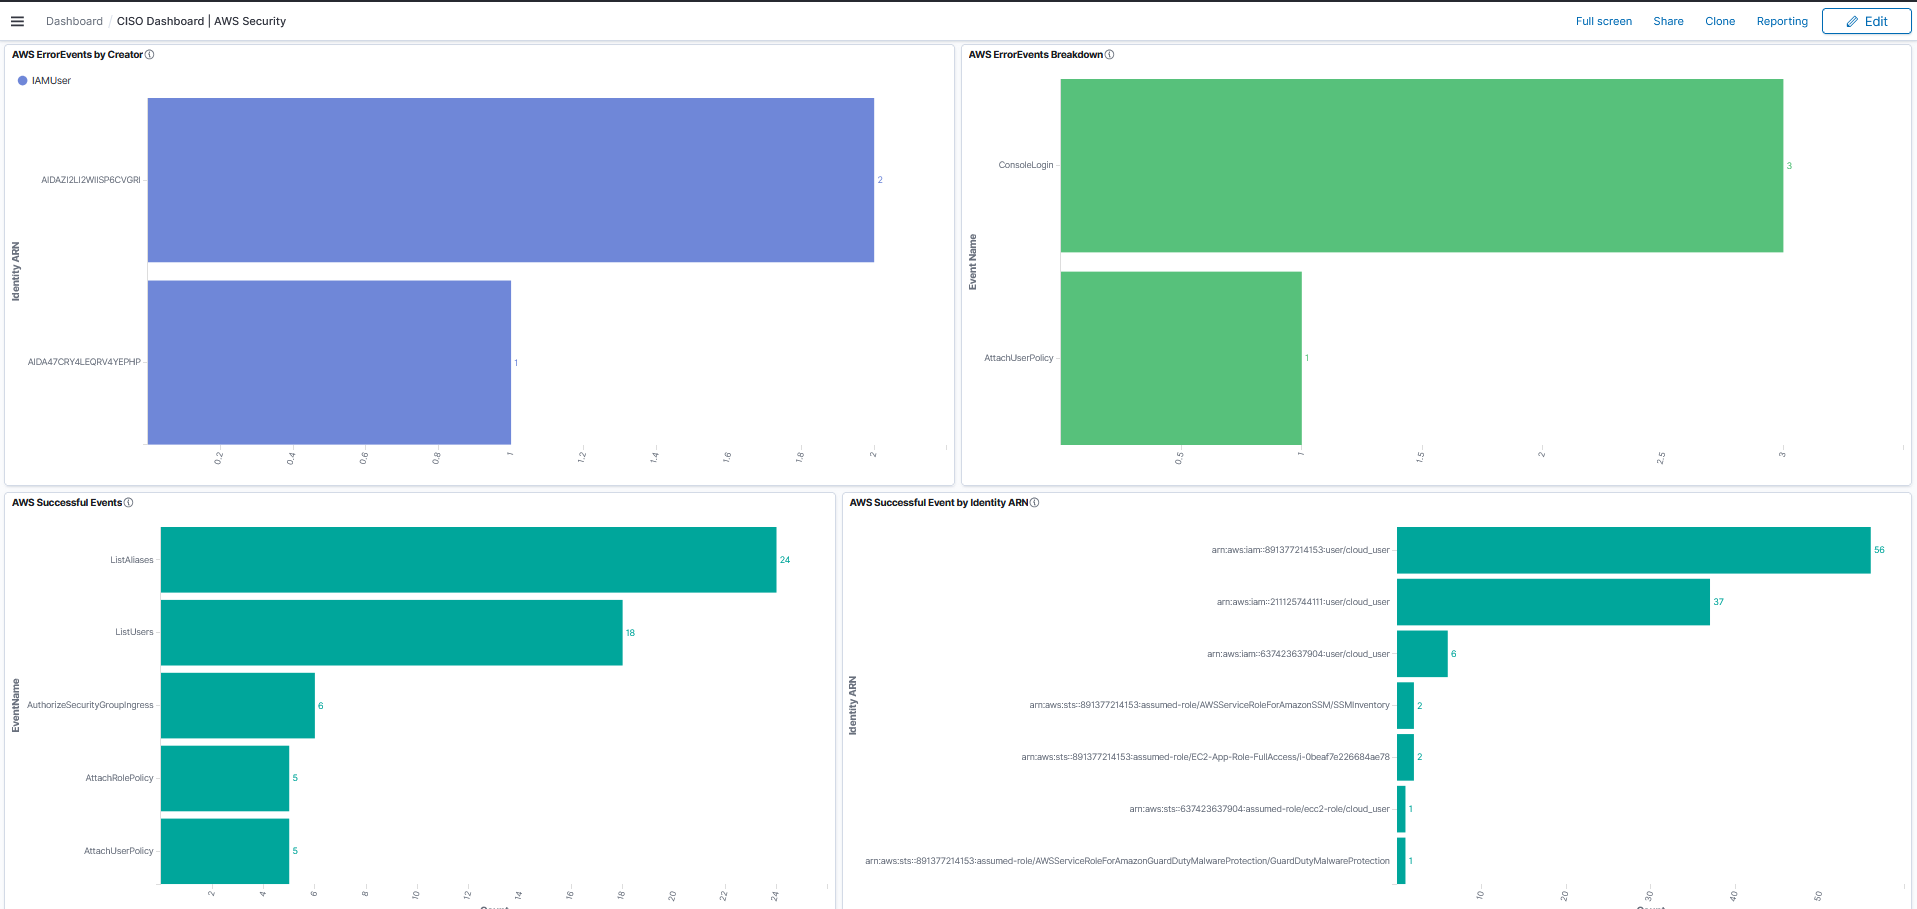 Dashboard / CISO Dashboard | AWS Security
Full screen
Share
Clone
Reporting
Edit
AWS ErrorEvents by Creator
IAMUser
Identity ARN
AIDAZI2LI2WIISP6CVGRI
2
AIDA47CRY4LEQRV4YEPHP
1
0.2 0.4 0.6 0.8 1 1.2 1.4 1.6 1.8 2
AWS ErrorEvents Breakdown
Event Name
ConsoleLogin
3
AttachUserPolicy
1
0.5 1 1.5 2 2.5 3
AWS Successful Events
EventName
ListAliases
24
ListUsers
18
AuthorizeSecurityGroupIngress
6
AttachRolePolicy
5
AttachUserPolicy
5
2 4 6 8 10 12 14 16 18 20 22 24
Count
AWS Successful Event by Identity ARN
Identity ARN
arn:aws:iam::891377214153:user/cloud_user
56
arn:aws:iam::211125744111:user/cloud_user
37
arn:aws:iam::637423637904:user/cloud_user
6
arn:aws:sts::891377214153:assumed-role/AWSServiceRoleForAmazonSSM/SSMInventory
2
arn:aws:sts::891377214153:assumed-role/EC2-App-Role-FullAccess/i-0beaf7e226684ae78
2
arn:aws:sts::637423637904:assumed-role/ecc2-role/cloud_user
1
arn:aws:sts::891377214153:assumed-role/AWSServiceRoleForAmazonGuardDutyMalwareProtection/GuardDutyMalwareProtection
1
10 20 30 40 50
Count